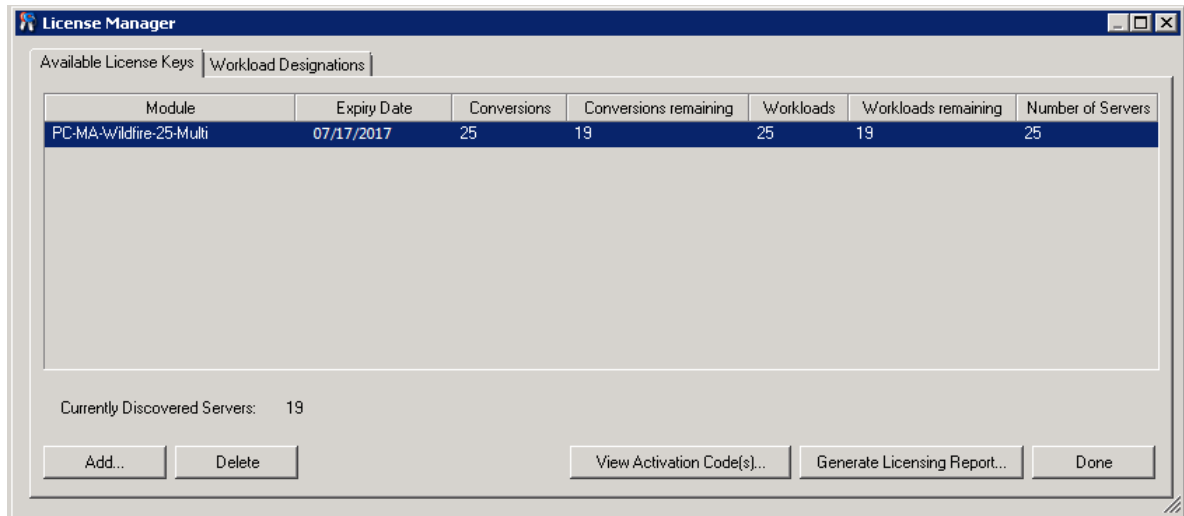 License Manager
Available License Keys Workload Designations
Module Expiry Date Conversions Conversions remaining Workloads Workloads remaining Number of Servers
PC-MA-Wildfire-25-Multi 07/17/2017 25 19 25 19 25
Currently Discovered Servers: 19
Add... Delete View Activation Code(s)... Generate Licensing Report... Done